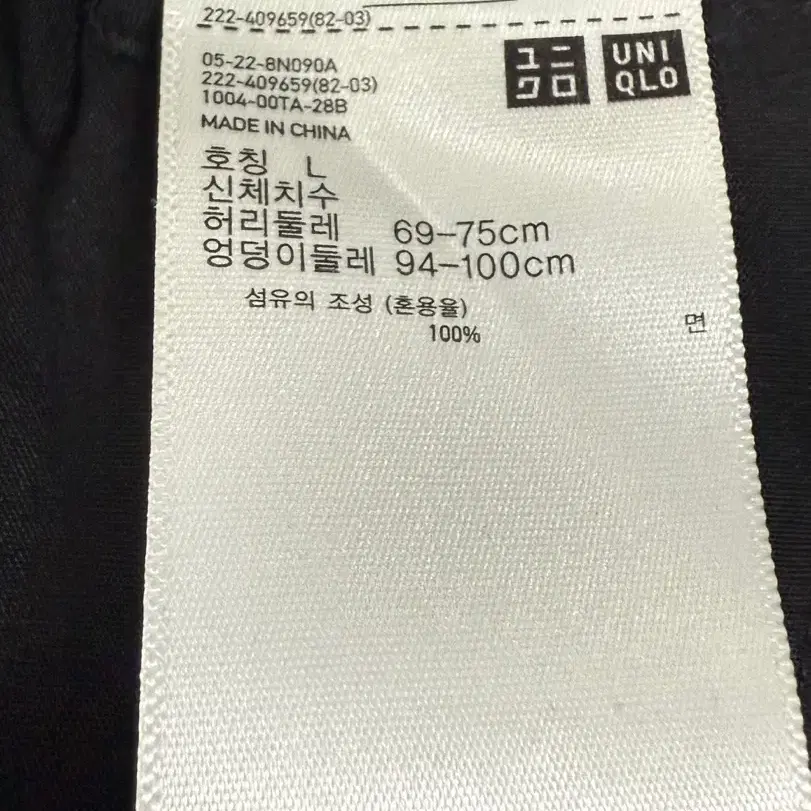 222-409659(82-03)
ユニ
クロ
UNI
QLO
05-22-8N090A
222-409659(82-03)
1004-00TA-28B
MADE IN CHINA
호칭 L
신체치수
허리둘레 69-75cm
엉덩이둘레 94-100cm
섬유의 조성 (혼용율)
100% 면